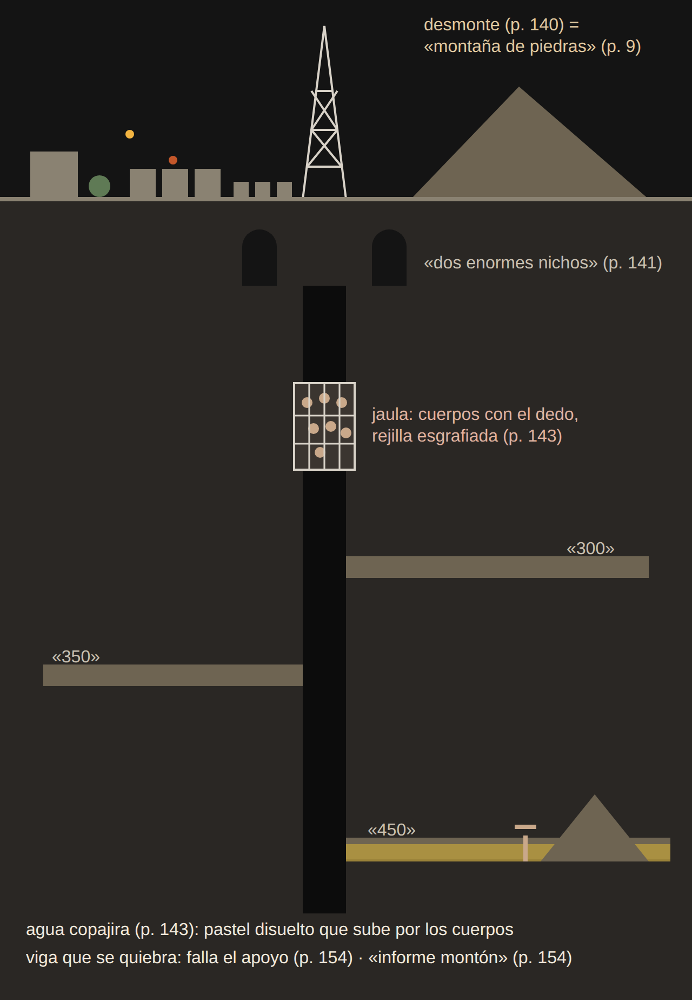 desmonte (p. 140) =
«montaña de piedras» (p. 9)
«dos enormes nichos» (p. 141)
jaula: cuerpos con el dedo,
rejilla esgrafiada (p. 143)
«300»
«350»
«450»
agua copajira (p. 143): pastel disuelto que sube por los cuerpos
viga que se quiebra: falla el apoyo (p. 154) · «informe montón» (p. 154)